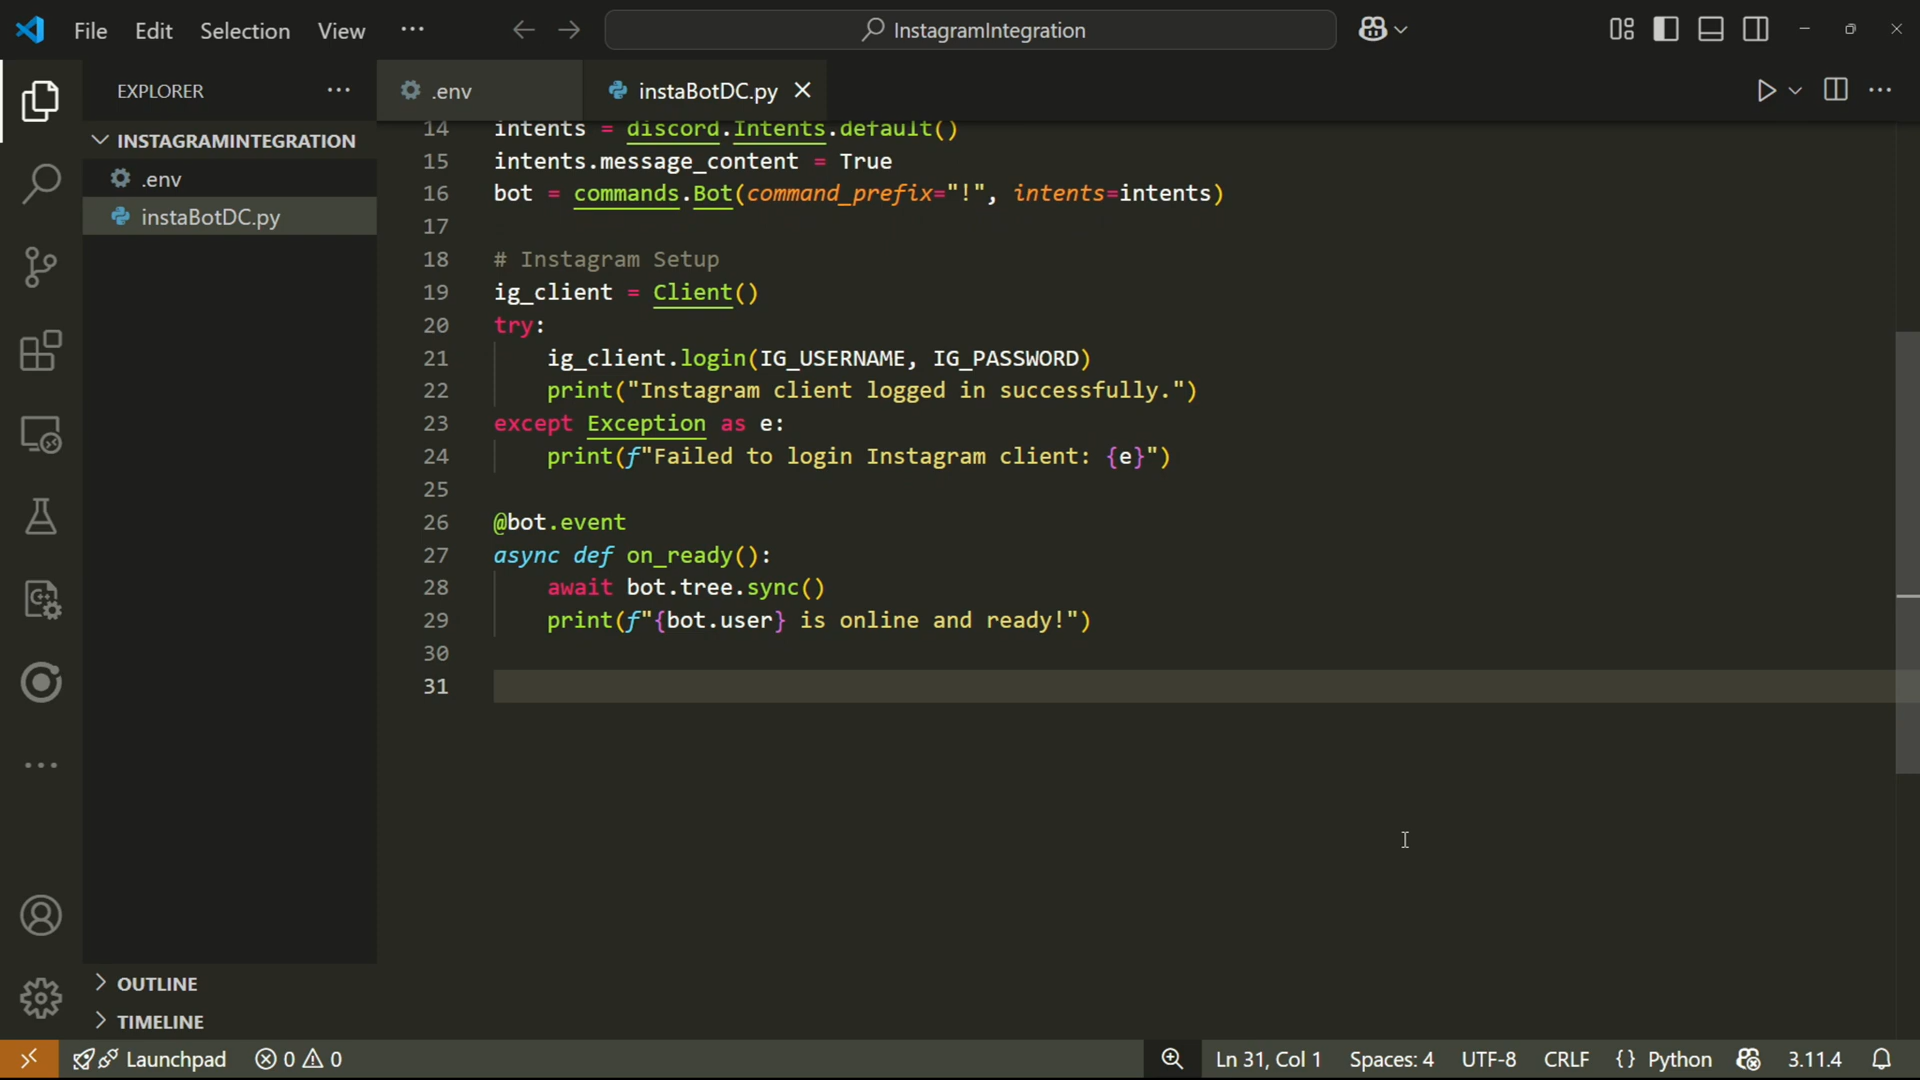 File Edit Selection View ··· InstagramIntegration
EXPLORER ··· .env instaBotDC.py
INSTAGRAMINTEGRATION
.env
instaBotDC.py
14 intents = discord.Intents.default()
15 intents.message_content = True
16 bot = commands.Bot(command_prefix="!", intents=intents)
17
18 # Instagram Setup
19 ig_client = Client()
20 try:
21     ig_client.login(IG_USERNAME, IG_PASSWORD)
22     print("Instagram client logged in successfully.")
23 except Exception as e:
24     print(f"Failed to login Instagram client: {e}")
25
26 @bot.event
27 async def on_ready():
28     await bot.tree.sync()
29     print(f"{bot.user} is online and ready!")
30
31
OUTLINE
TIMELINE
Launchpad 0 0 Ln 31, Col 1 Spaces: 4 UTF-8 CRLF {} Python 3.11.4